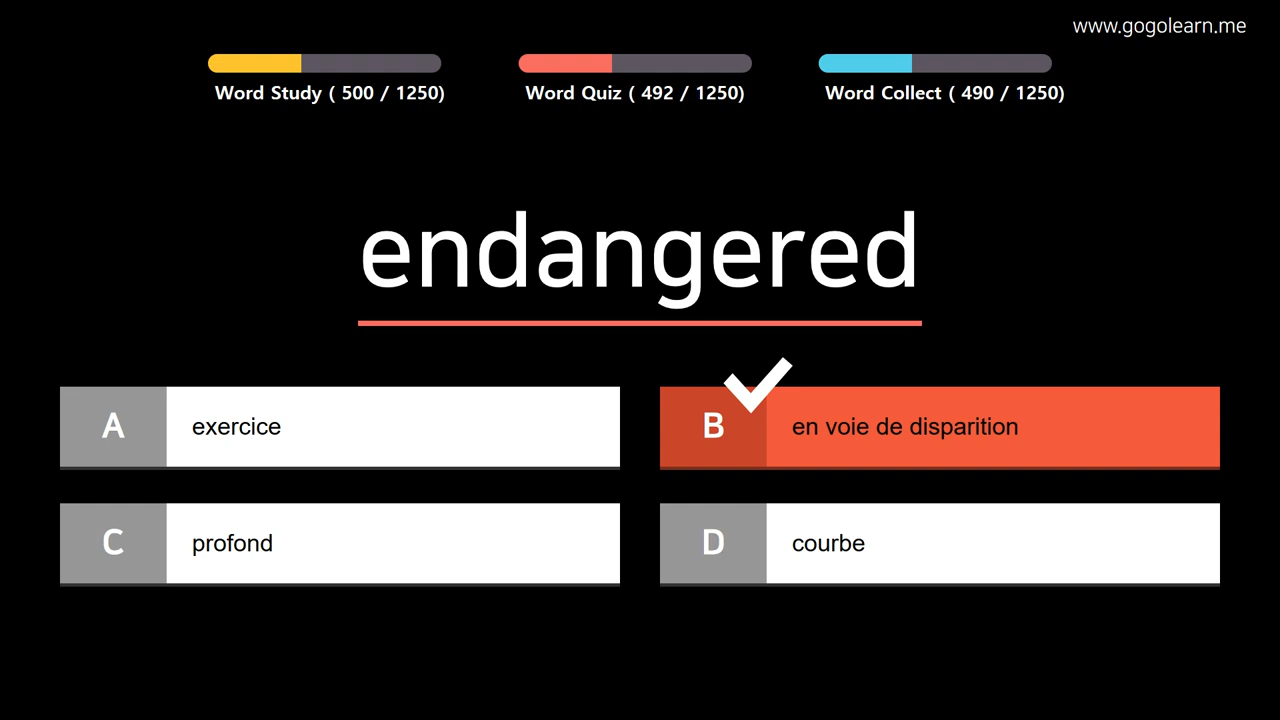 www.gogolearn.me
Word Study ( 500 / 1250)
Word Quiz ( 492 / 1250)
Word Collect ( 490 / 1250)
endangered
A exercice
B en voie de disparition
C profond
D courbe